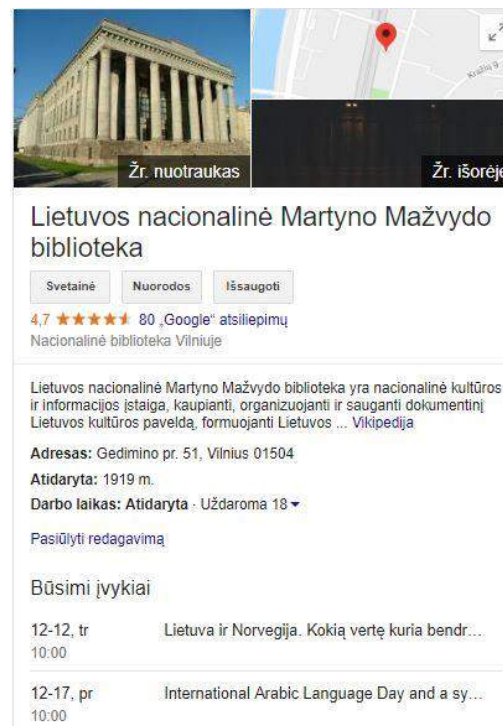 Kražių g
Žr. nuotraukas
Žr. išorėje
Lietuvos nacionalinė Martyno Mažvydo
biblioteka
Svetainė
Nuorodos
Išsaugoti
4,7 80 „Google“ atsiliepimų
Nacionalinė biblioteka Vilniuje
Lietuvos nacionalinė Martyno Mažvydo biblioteka yra nacionalinė kultūros
ir informacijos įstaiga, kaupianti, organizuojanti ir sauganti dokumentinį
Lietuvos kultūros paveldą, formuojanti Lietuvos ... Vikipedija
Adresas: Gedimino pr. 51, Vilnius 01504
Atidaryta: 1919 m.
Darbo laikas: Atidaryta · Uždaroma 18
Pasiūlyti redagavimą
Būsimi įvykiai
12-12, tr Lietuva ir Norvegija. Kokią vertę kuria bendr...
10:00
12-17, pr International Arabic Language Day and a sy...
10:00